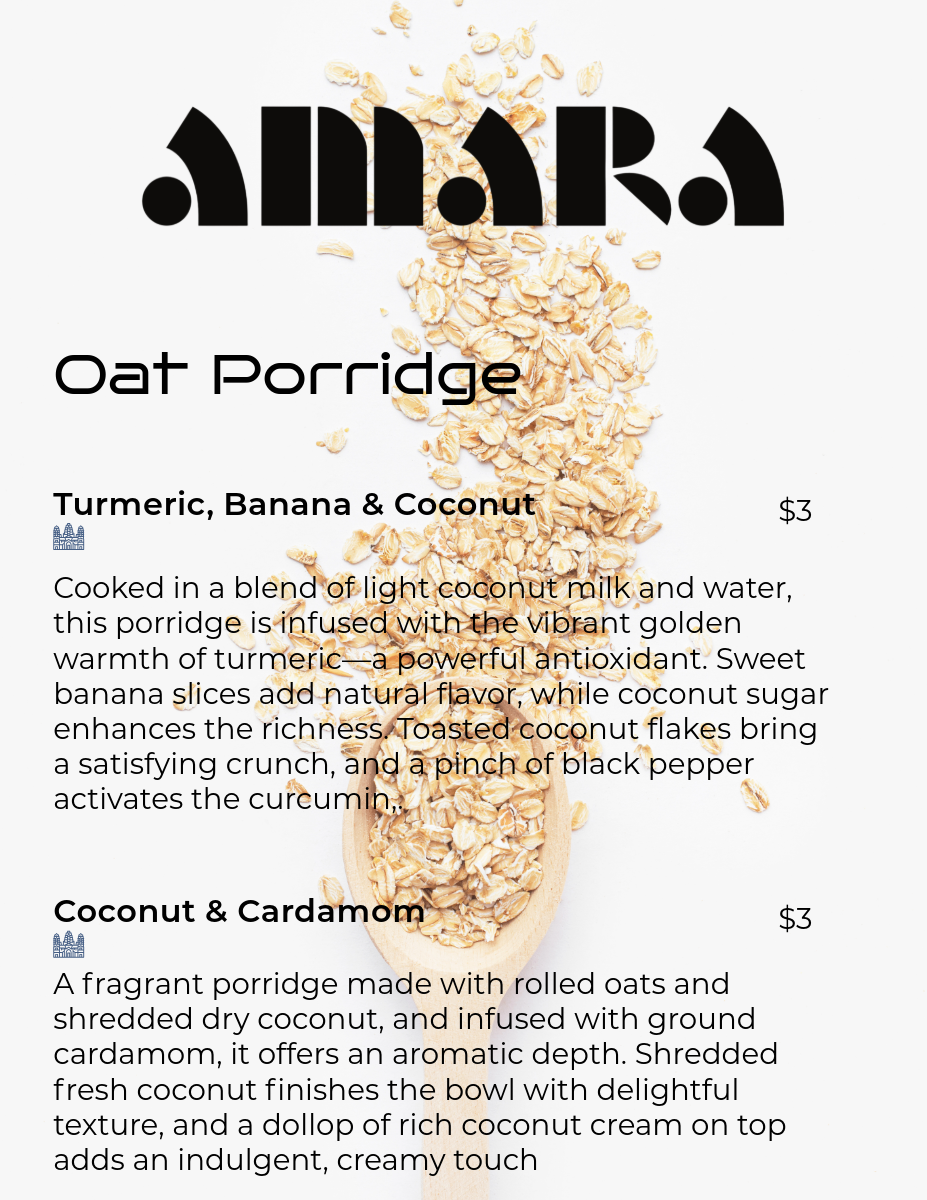 AMARA
Oat Porridge
Turmeric, Banana & Coconut
$3
Cooked in a blend of light coconut milk and water,
this porridge is infused with the vibrant golden
warmth of turmeric—a powerful antioxidant. Sweet
banana slices add natural flavor, while coconut sugar
enhances the richness. Toasted coconut flakes bring
a satisfying crunch, and a pinch of black pepper
activates the curcumin,.
Coconut & Cardamom
$3
A fragrant porridge made with rolled oats and
shredded dry coconut, and infused with ground
cardamom, it offers an aromatic depth. Shredded
fresh coconut finishes the bowl with delightful
texture, and a dollop of rich coconut cream on top
adds an indulgent, creamy touch